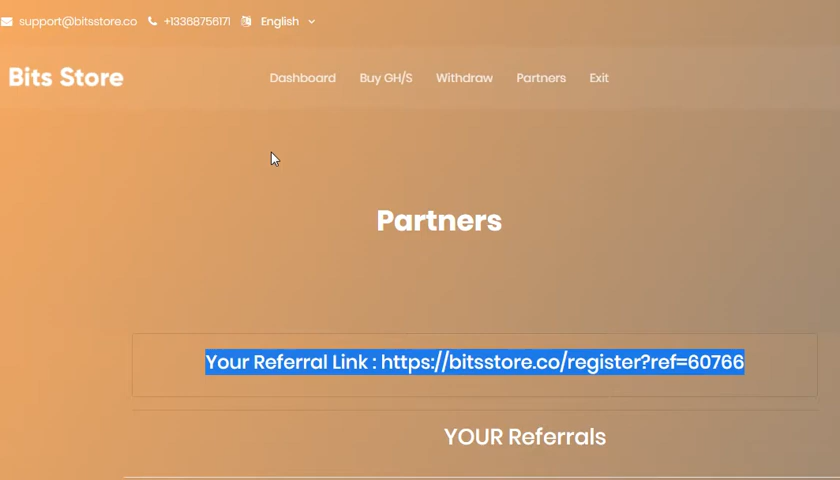 support@bitsstore.co +13368756171 English
Bits Store
Dashboard Buy GH/S Withdraw Partners Exit
Partners
Your Referral Link : https://bitsstore.co/register?ref=60766
YOUR Referrals